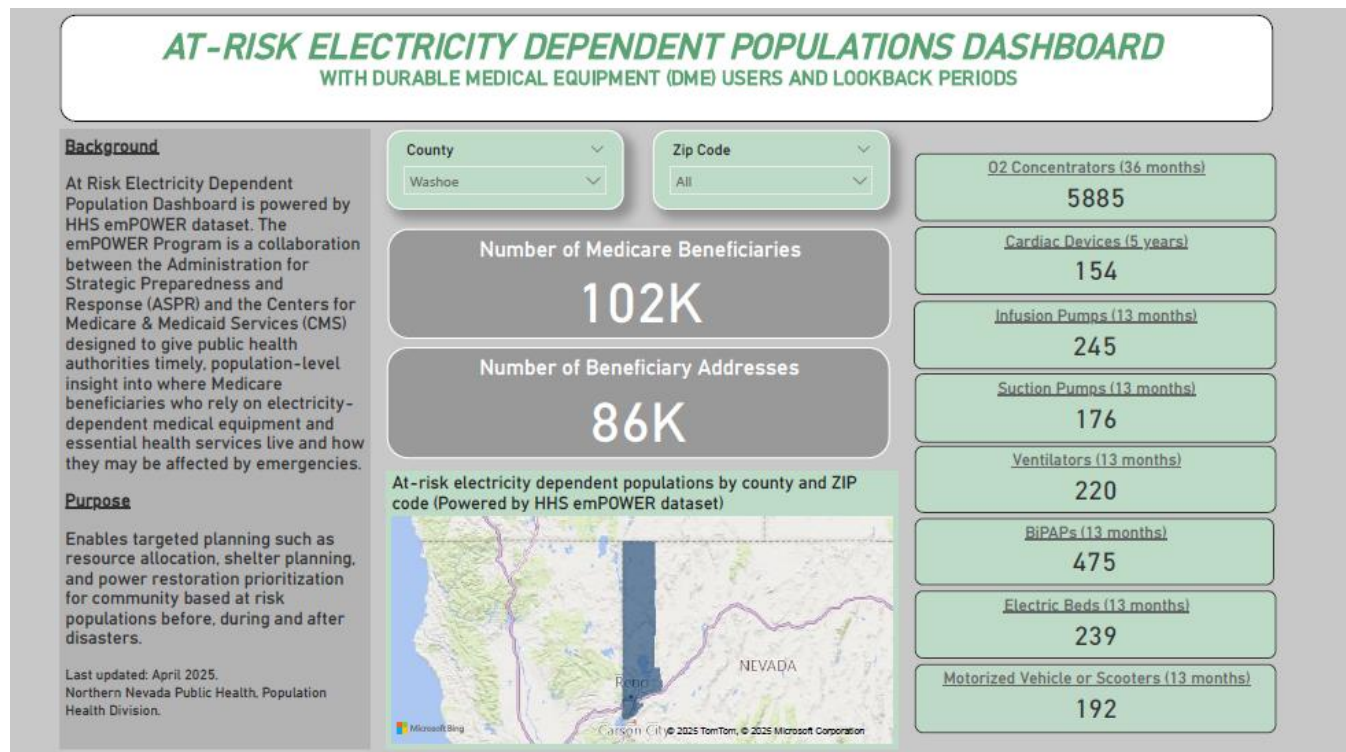 AT-RISK ELECTRICITY DEPENDENT POPULATIONS DASHBOARD
WITH DURABLE MEDICAL EQUIPMENT (DME) USERS AND LOOKBACK PERIODS
Background
At Risk Electricity Dependent
Population Dashboard is powered by
HHS emPOWER dataset. The
emPOWER Program is a collaboration
between the Administration for
Strategic Preparedness and
Response (ASPR) and the Centers for
Medicare & Medicaid Services (CMS)
designed to give public health
authorities timely, population-level
insight into where Medicare
beneficiaries who rely on electricity-
dependent medical equipment and
essential health services live and how
they may be affected by emergencies.
Purpose
Enables targeted planning such as
resource allocation, shelter planning,
and power restoration prioritization
for community based at risk
populations before, during and after
disasters.
Last updated: April 2025.
Northern Nevada Public Health, Population
Health Division.
County
Washoe
Zip Code
All
Number of Medicare Beneficiaries
102K
Number of Beneficiary Addresses
86K
At-risk electricity dependent populations by county and ZIP
code (Powered by HHS emPOWER dataset)
NEVADA
Reno
Carson City
Microsoft Bing
© 2025 TomTom, © 2025 Microsoft Corporation
O2 Concentrators (36 months)
5885
Cardiac Devices (5 years)
154
Infusion Pumps (13 months)
245
Suction Pumps (13 months)
176
Ventilators (13 months)
220
BiPAPs (13 months)
475
Electric Beds (13 months)
239
Motorized Vehicle or Scooters (13 months)
192